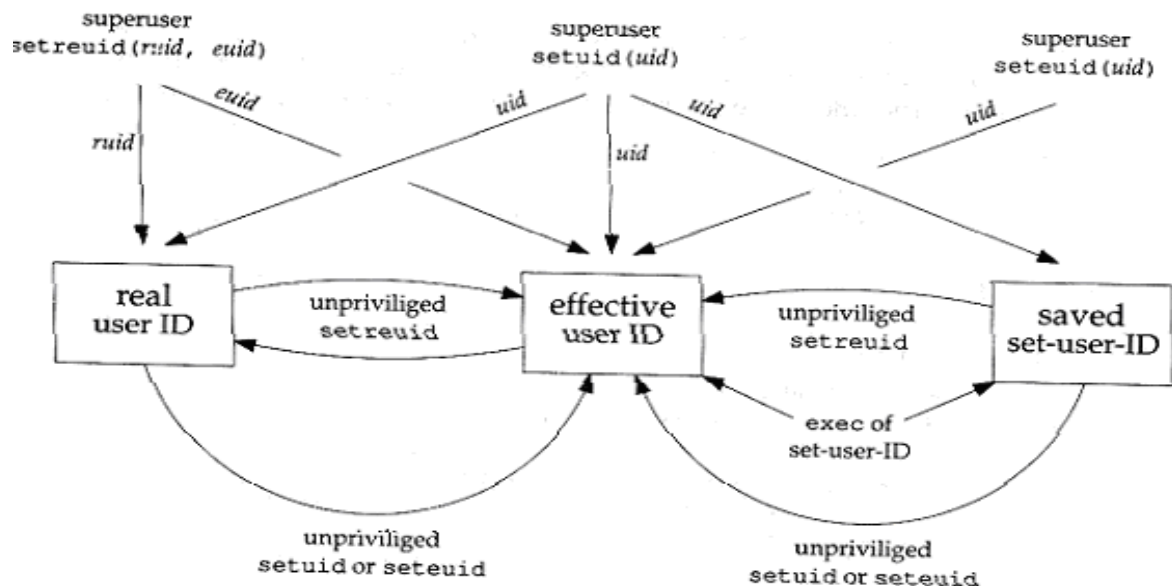 superuser
setreuid(ruid, euid)
superuser
setuid(uid)
superuser
seteuid(uid)
ruid
euid
uid
uid
uid
uid
real
user ID
unpriviliged
setreuid
effective
user ID
unpriviliged
setreuid
saved
set-user-ID
exec of
set-user-ID
unpriviliged
setuid or seteuid
unpriviliged
setuid or seteuid